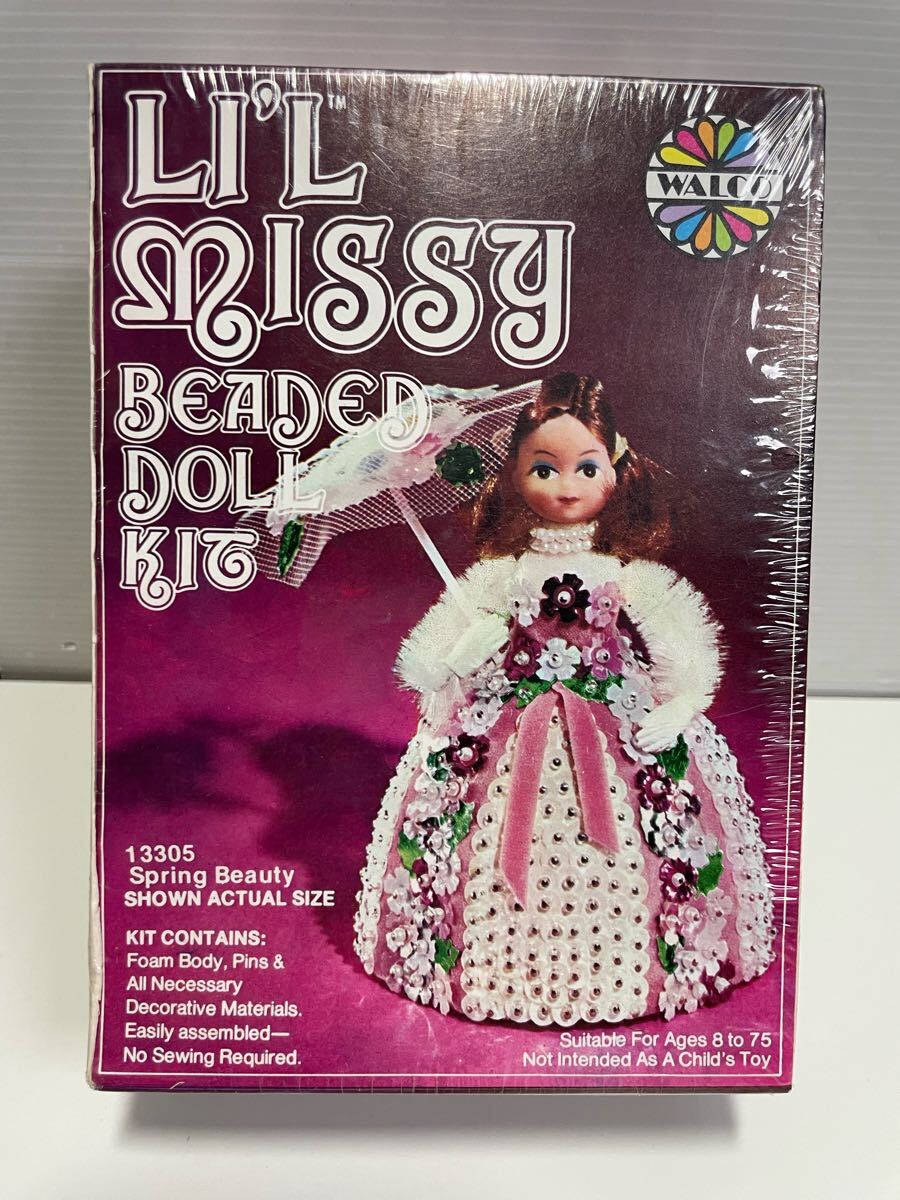 LI'L™
MISSY
BEADED
DOLL
KIT
WALCO
13305
Spring Beauty
SHOWN ACTUAL SIZE
KIT CONTAINS:
Foam Body, Pins &
All Necessary
Decorative Materials.
Easily assembled—
No Sewing Required.
Suitable For Ages 8 to 75
Not Intended As A Child's Toy